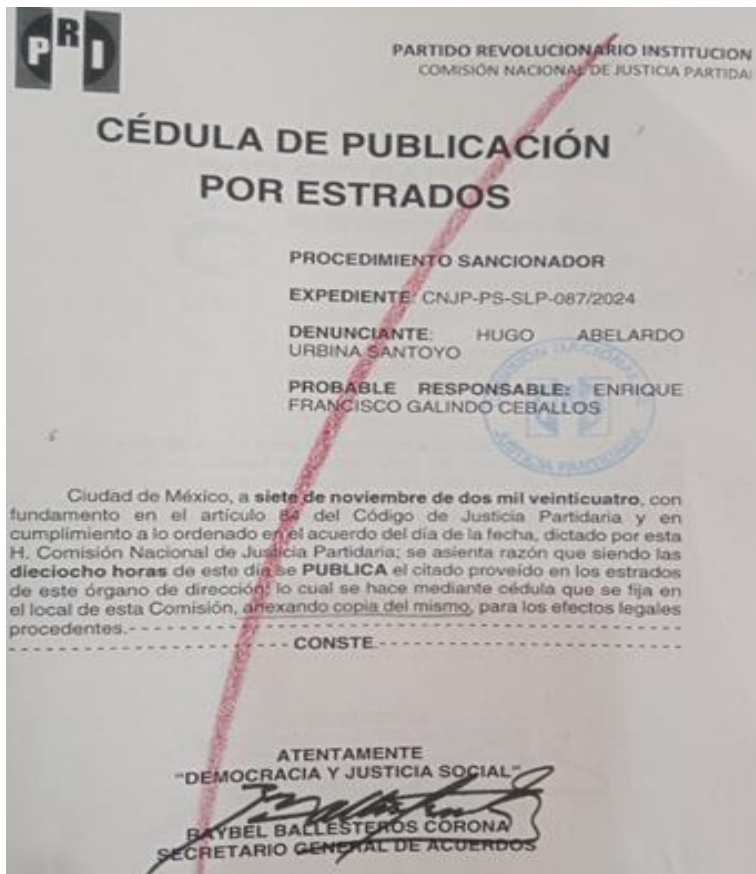 PRI
PARTIDO REVOLUCIONARIO INSTITUCION
COMISIÓN NACIONAL DE JUSTICIA PARTIDA
CÉDULA DE PUBLICACIÓN
POR ESTRADOS
PROCEDIMIENTO SANCIONADOR
EXPEDIENTE: CNJP-PS-SLP-087/2024
DENUNCIANTE: HUGO ABELARDO
URBINA SANTOYO
PROBABLE RESPONSABLE: ENRIQUE
FRANCISCO GALINDO CEBALLOS
NACIONAL
JUSTICIA PARTIDARIA
Ciudad de México, a siete de noviembre de dos mil veinticuatro, con
fundamento en el artículo 84 del Código de Justicia Partidaria y en
cumplimiento a lo ordenado en el acuerdo del día de la fecha, dictado por esta
H. Comisión Nacional de Justicia Partidaria; se asienta razón que siendo las
dieciocho horas de este día se PUBLICA el citado proveído en los estrados
de este órgano de dirección; lo cual se hace mediante cédula que se fija en
el local de esta Comisión, anexando copia del mismo, para los efectos legales
procedentes.- - - - - - - - - - - - - - - - - - - - - - - - - - - - - - - - - - - - - -
- - - - - - - - - - - - - - - - - - - CONSTE.- - - - - - - - - - - - - - - - - - - - -
ATENTAMENTE
"DEMOCRACIA Y JUSTICIA SOCIAL"
RAYBEL BALLESTEROS CORONA
SECRETARIO GENERAL DE ACUERDOS